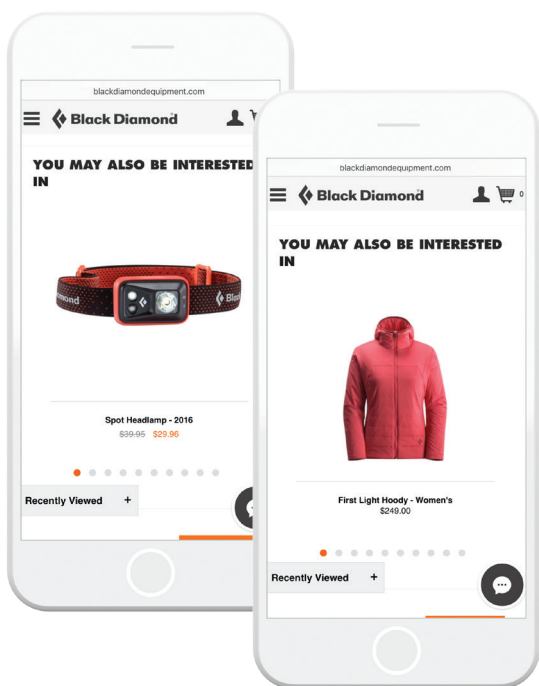 blackdiamondequipment.com
Black Diamond
YOU MAY ALSO BE INTERESTED
IN
Spot Headlamp - 2016
$39.95 $29.96
Recently Viewed +
blackdiamondequipment.com
Black Diamond
0
YOU MAY ALSO BE INTERESTED
IN
First Light Hoody - Women's
$249.00
Recently Viewed +